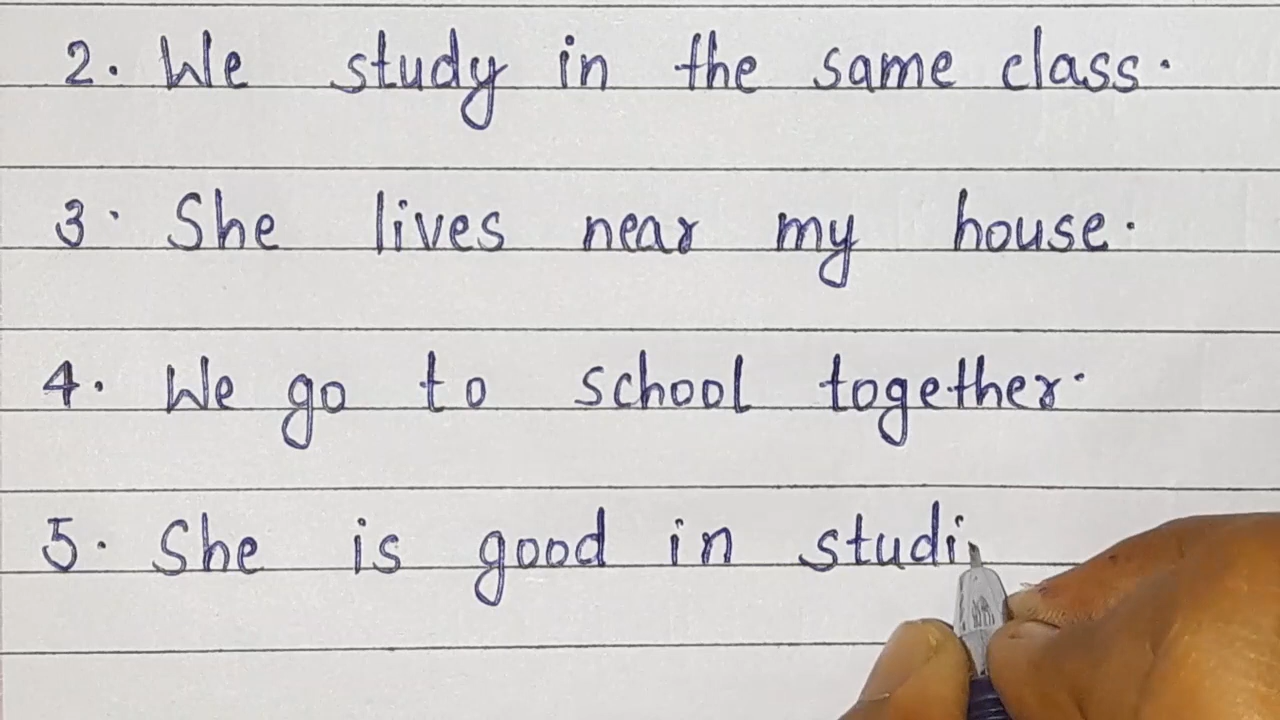 2. We study in the same class.
3. She lives near my house.
4. We go to school together.
5. She is good in studi